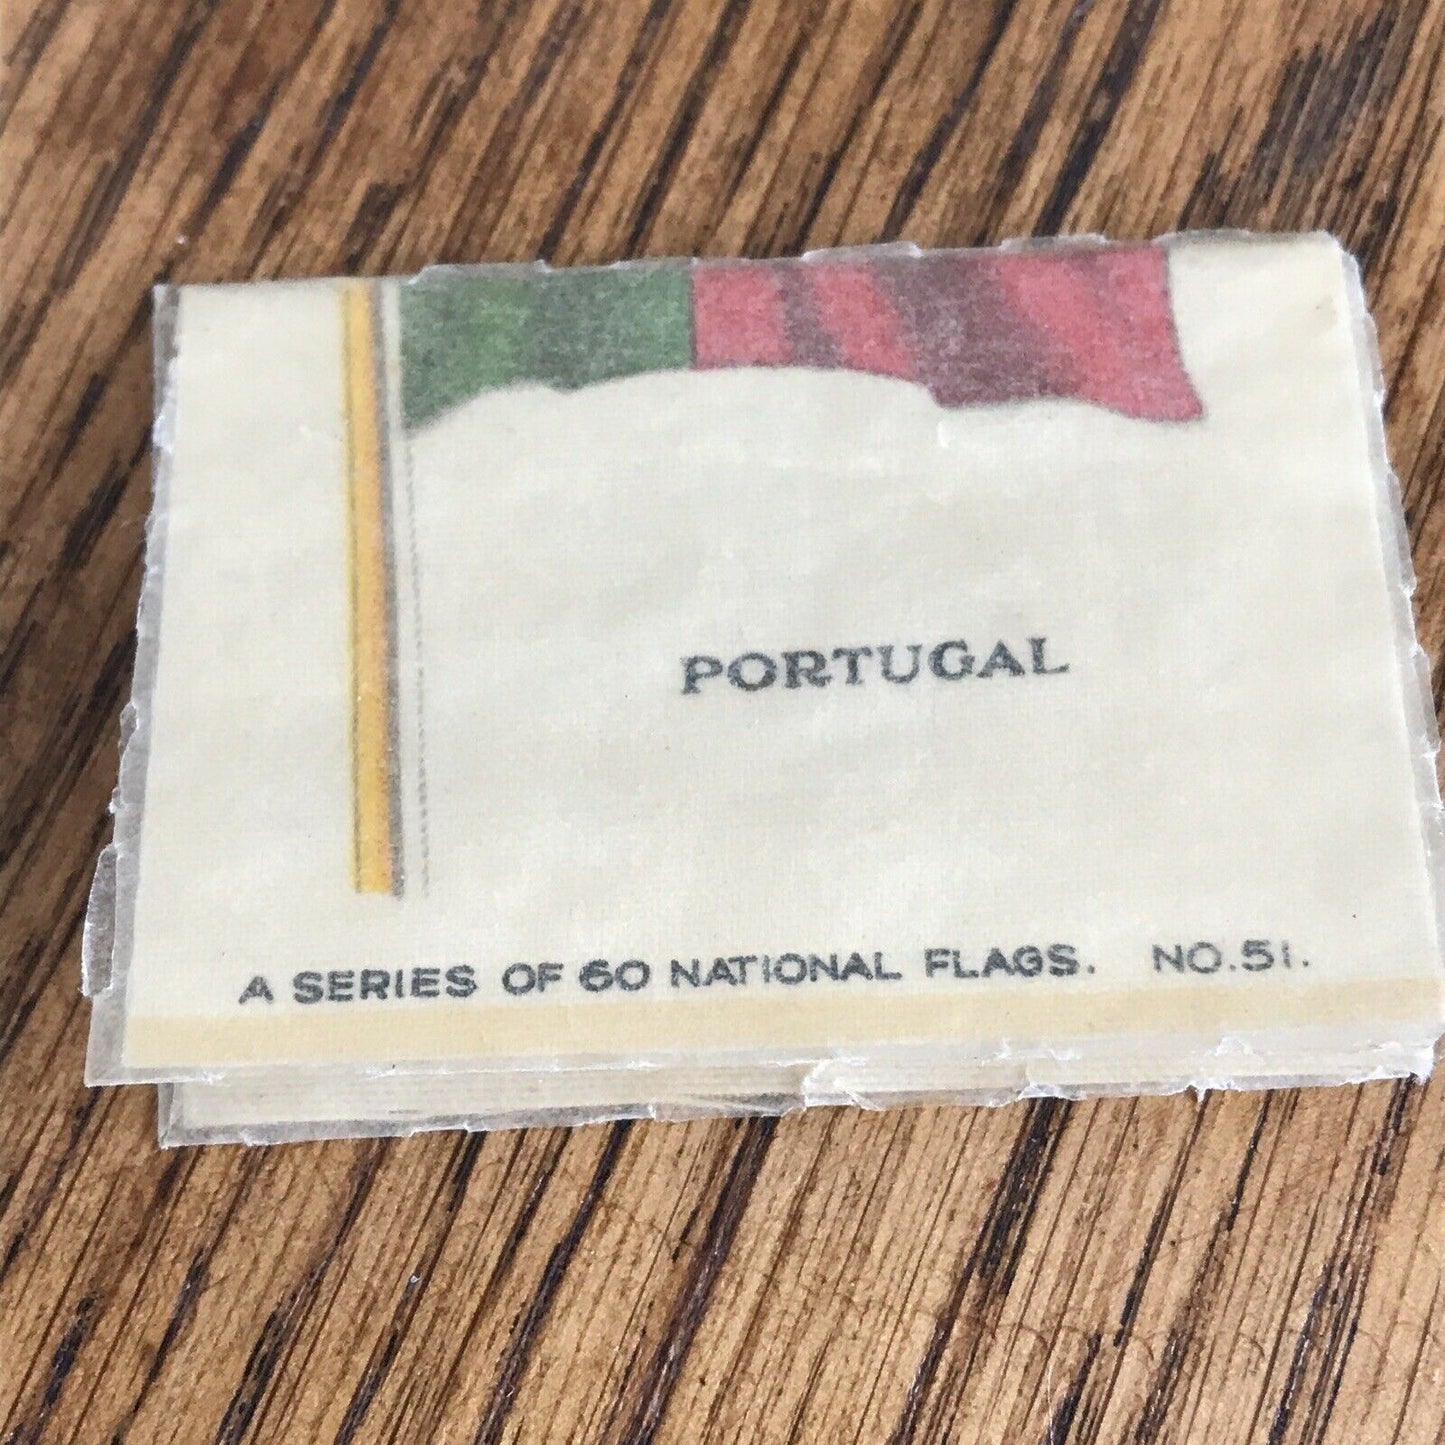 PORTUGAL
A SERIES OF 60 NATIONAL FLAGS. NO.51.